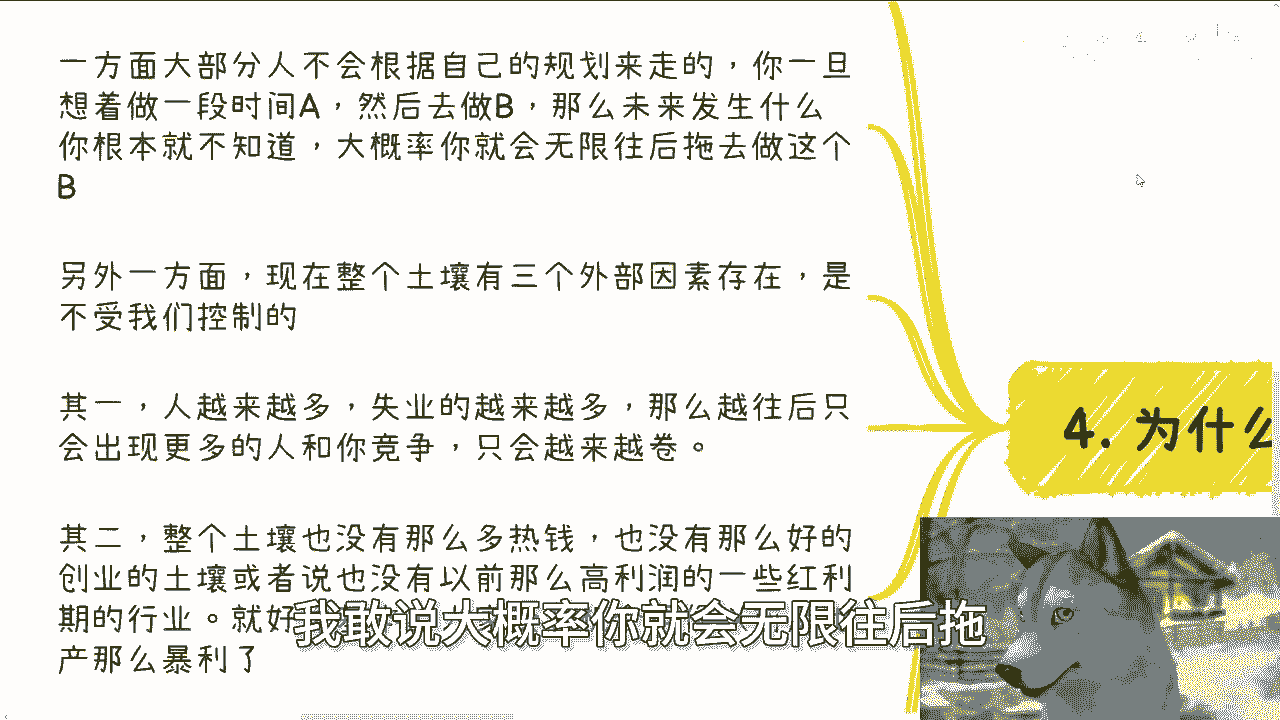 一方面大部分人不会根据自己的规划来走的，你一旦
想着做一段时间A，然后去做B，那么未来发生什么
你根本就不知道，大概率你就会无限往后拖去做这个
B
另外一方面，现在整个土壤有三个外部因素存在，是
不受我们控制的
其一，人越来越多，失业的越来越多，那么越往后只
会出现更多的人和你竞争，只会越来越卷。
其二，整个土壤也没有那么多热钱，也没有那么好的
创业的土壤或者说也没有以前那么高利润的一些红利
期的行业。就好
产那么暴利了
4. 为什么
我敢说大概率你就会无限往后拖